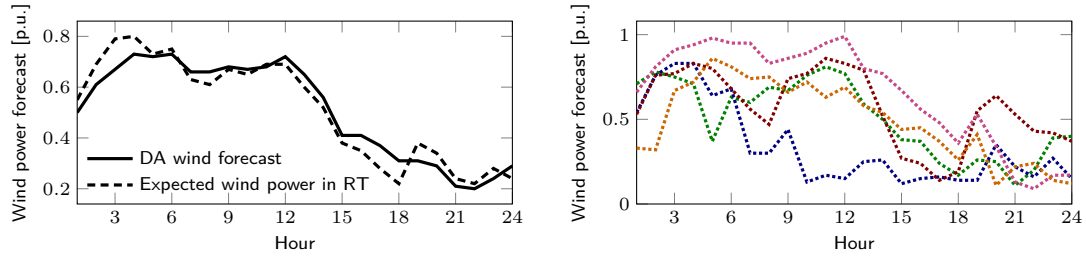 Wind power forecast [p.u.]
0.8
0.6
0.4
0.2
DA wind forecast
Expected wind power in RT
3 6 9 12 15 18 21 24
Hour
Wind power forecast [p.u.]
1
0.5
0
3 6 9 12 15 18 21 24
Hour